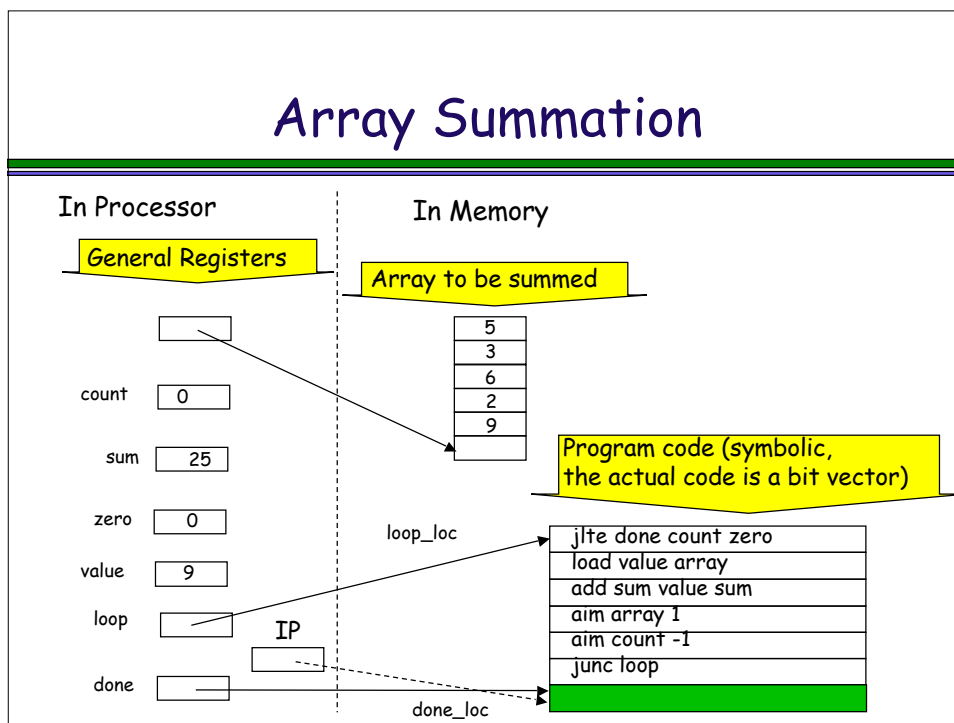 Array Summation
In Processor
In Memory
General Registers
Array to be summed
5
3
6
2
9
count
0
sum
25
zero
0
value
9
loop
IP
done
Program code (symbolic,
the actual code is a bit vector)
loop_loc
jlte done count zero
load value array
add sum value sum
aim array 1
aim count -1
junc loop
done_loc